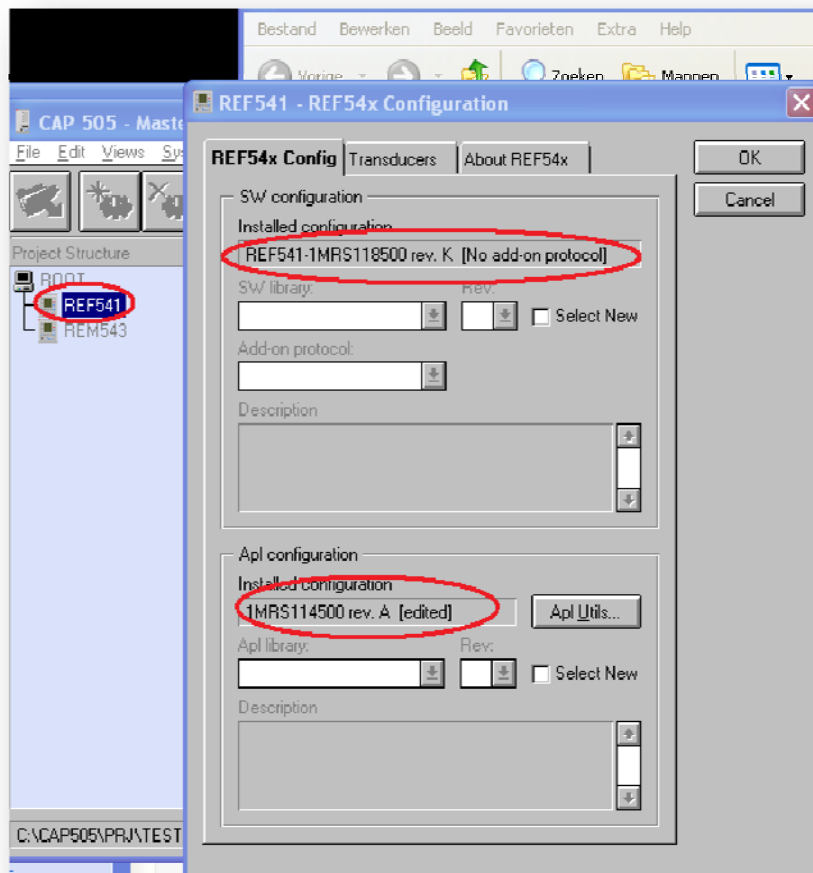 Bestand Bewerken Beeld Favorieten Extra Help
Vorige Zoeken Mappen
REF541 - REF54x Configuration
CAP 505 - Maste
File Edit Views Sy
REF54x Config Transducers About REF54x
OK
Cancel
SW configuration
Installed configuration
REF541-1MRS118500 rev. K [No add-on protocol]
SW library: Rev:
Select New
Add-on protocol:
Description
Project Structure
ROOT
REF541
REM543
Apl configuration
Installed configuration
1MRS114500 rev. A [edited]
Apl Utils...
Apl library: Rev:
Select New
Description
C:\CAP505\PRJ\TEST